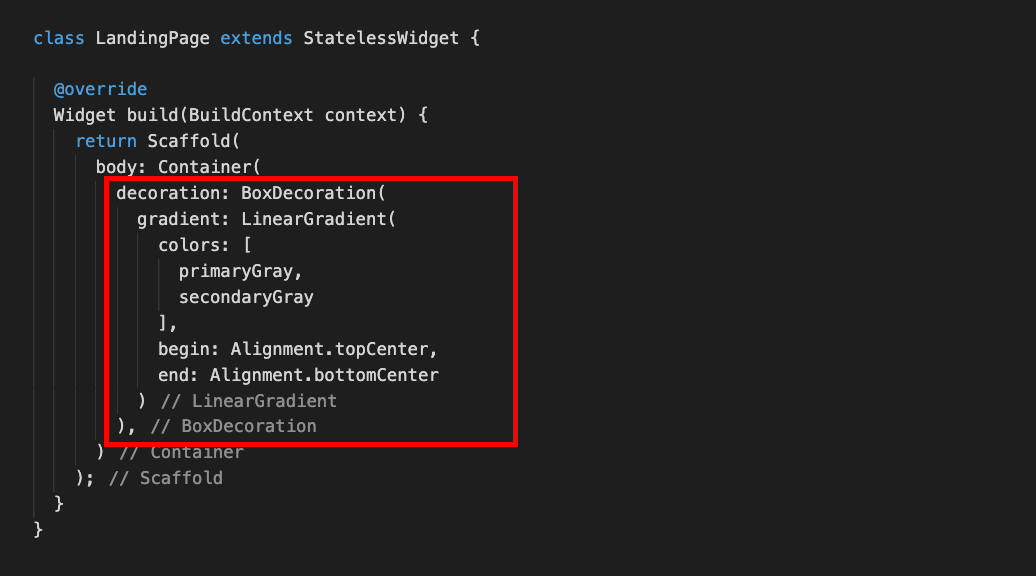 class LandingPage extends StatelessWidget {
@override
Widget build(BuildContext context) {
return Scaffold(
body: Container(
decoration: BoxDecoration(
gradient: LinearGradient(
colors: [
primaryGray,
secondaryGray
],
begin: Alignment.topCenter,
end: Alignment.bottomCenter
) // LinearGradient
), // BoxDecoration
) // Container
); // Scaffold
}
}